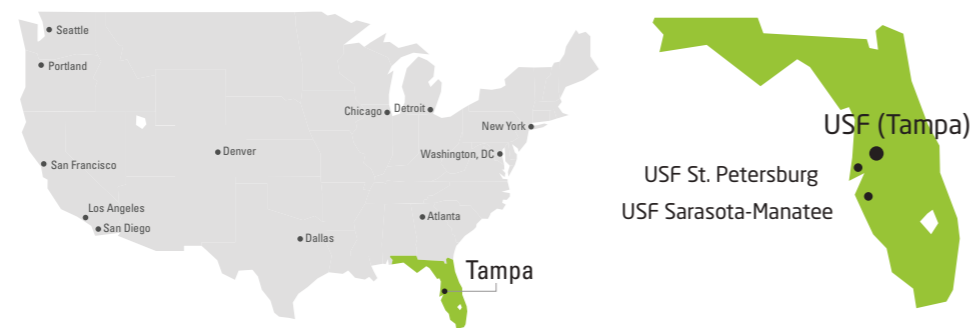 Seattle
Portland
Chicago
Detroit
New York
Denver
Washington, DC
San Francisco
Los Angeles
San Diego
Atlanta
Dallas
Tampa
USF (Tampa)
USF St. Petersburg
USF Sarasota-Manatee